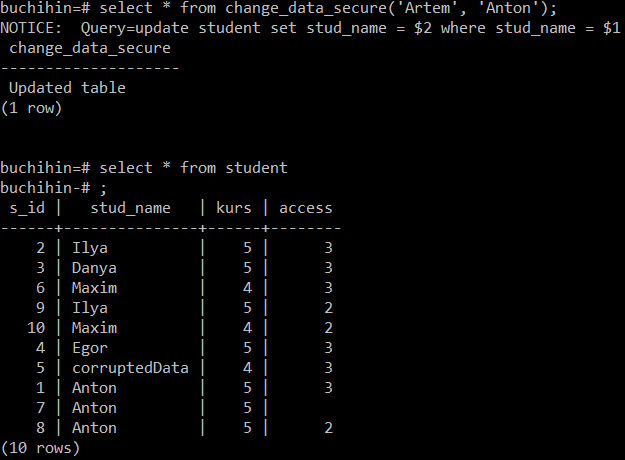 buchihin=# select * from change_data_secure('Artem', 'Anton');
NOTICE:  Query=update student set stud_name = $2 where stud_name = $1
 change_data_secure
--------------------
 Updated table
(1 row)

buchihin=# select * from student
buchihin-# ;
 s_id |   stud_name   | kurs | access
------+---------------+------+--------
    2 | Ilya          |    5 |      3
    3 | Danya         |    5 |      3
    6 | Maxim         |    4 |      3
    9 | Ilya          |    5 |      2
   10 | Maxim         |    4 |      2
    4 | Egor          |    5 |      3
    5 | corruptedData |    4 |      3
    1 | Anton         |    5 |      3
    7 | Anton         |    5 |
    8 | Anton         |    5 |      2
(10 rows)